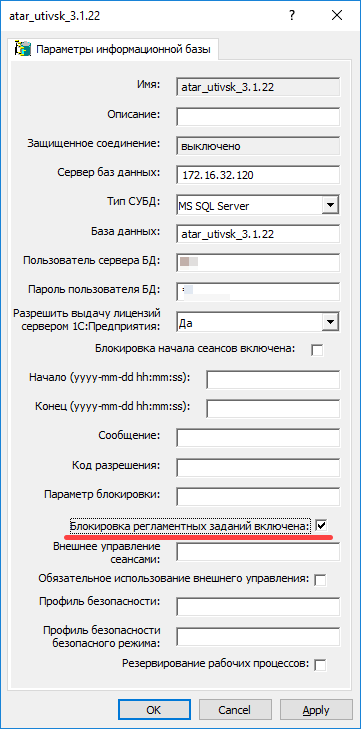 atar_utivsk_3.1.22
Параметры информационной базы
Имя: atar_utivsk_3.1.22
Описание:
Защищенное соединение: выключено
Сервер баз данных: 172.16.32.120
Тип СУБД: MS SQL Server
База данных: atar_utivsk_3.1.22
Пользователь сервера БД:
Пароль пользователя БД:
Разрешить выдачу лицензий
сервером 1С:Предприятия: Да
Блокировка начала сеансов включена:
Начало (yyyy-mm-dd hh:mm:ss):
Конец (yyyy-mm-dd hh:mm:ss):
Сообщение:
Код разрешения:
Параметр блокировки:
Блокировка регламентных заданий включена:
Внешнее управление
сеансами:
Обязательное использование внешнего управления:
Профиль безопасности:
Профиль безопасности
безопасного режима:
Резервирование рабочих процессов:
OK Cancel Apply